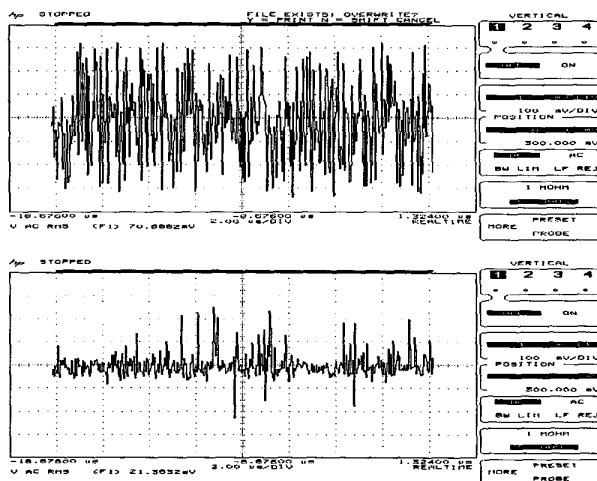 hp STOPPED
FILE EXISTS: OVERWRITE?
Y = PRINT N = SHIFT CANCEL
VERTICAL
1 2 3 4
ON
100 mV/DIV
POSITION
300.000 mV
AC
BW LIM LF REJ
1 MOHM
PRESET
MORE PROBE
-18.67600 us -8.67600 us 1.32400 us
2.00 us/DIV REALTIME
V AC RMS (F1) 70.6662mV
hp STOPPED
VERTICAL
1 2 3 4
ON
100 mV/DIV
POSITION
300.000 mV
AC
BW LIM LF REJ
1 MOHM
PRESET
MORE PROBE
-18.67600 us -8.67600 us 1.32400 us
2.00 us/DIV REALTIME
V AC RMS (F1) 21.3632mV